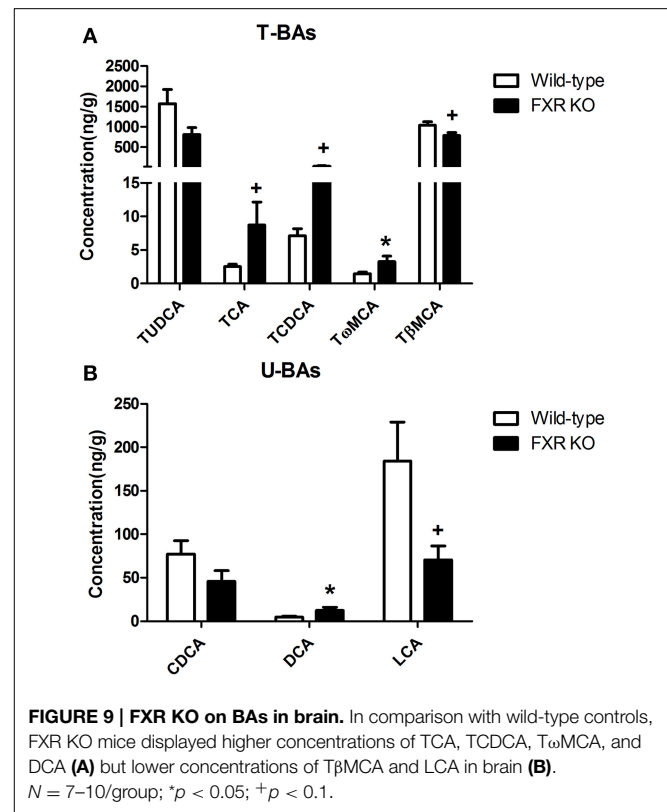 A
T-BAs
Concentration(ng/g)
2500
2000
1500
1000
500
15
10
5
0
TUDCA
TCA
TCDCA
TωMCA
TβMCA
+
+
*
+
Wild-type
FXR KO
B
U-BAs
Concentration(ng/g)
250
200
150
100
50
0
CDCA
DCA
LCA
*
+
Wild-type
FXR KO
FIGURE 9 | FXR KO on BAs in brain. In comparison with wild-type controls,
FXR KO mice displayed higher concentrations of TCA, TCDCA, TωMCA, and
DCA (A) but lower concentrations of TβMCA and LCA in brain (B).
N = 7–10/group; *p < 0.05; +p < 0.1.